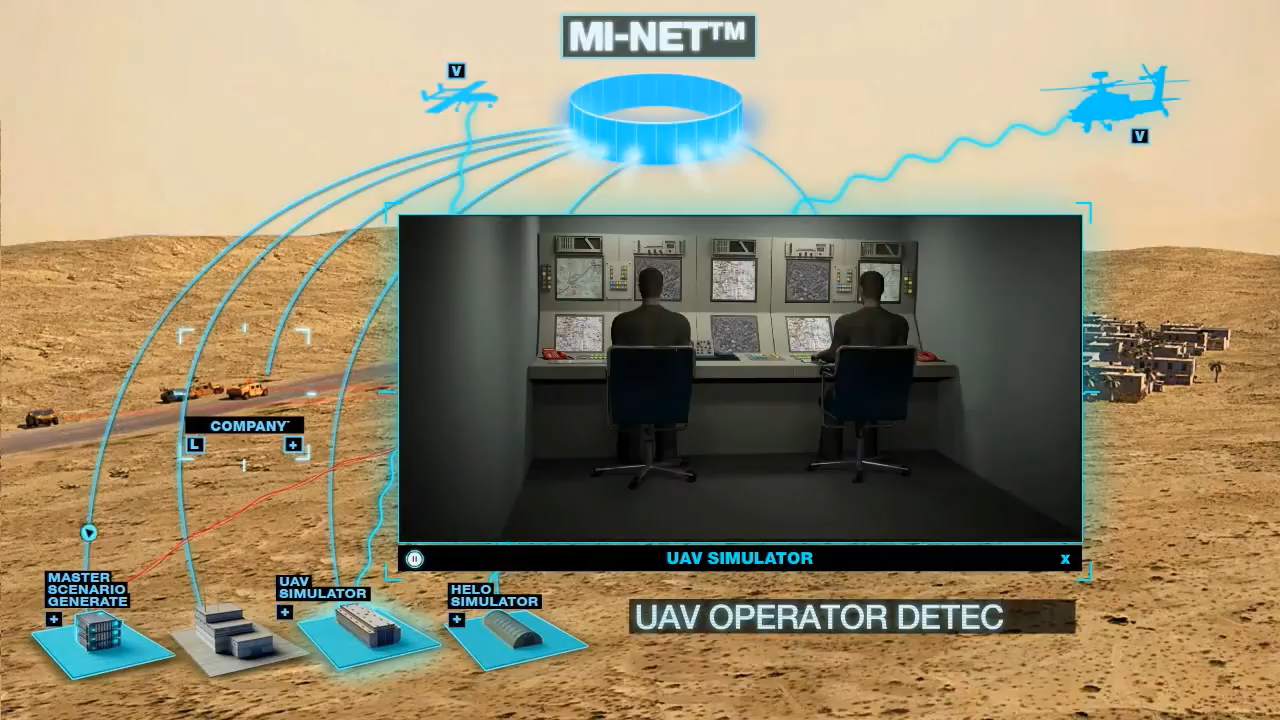 MI-NET™
V
V
COMPANY
L +
UAV SIMULATOR
x
MASTER
SCENARIO
GENERATE
+
UAV
SIMULATOR
+
HELO
SIMULATOR
+
UAV OPERATOR DETEC